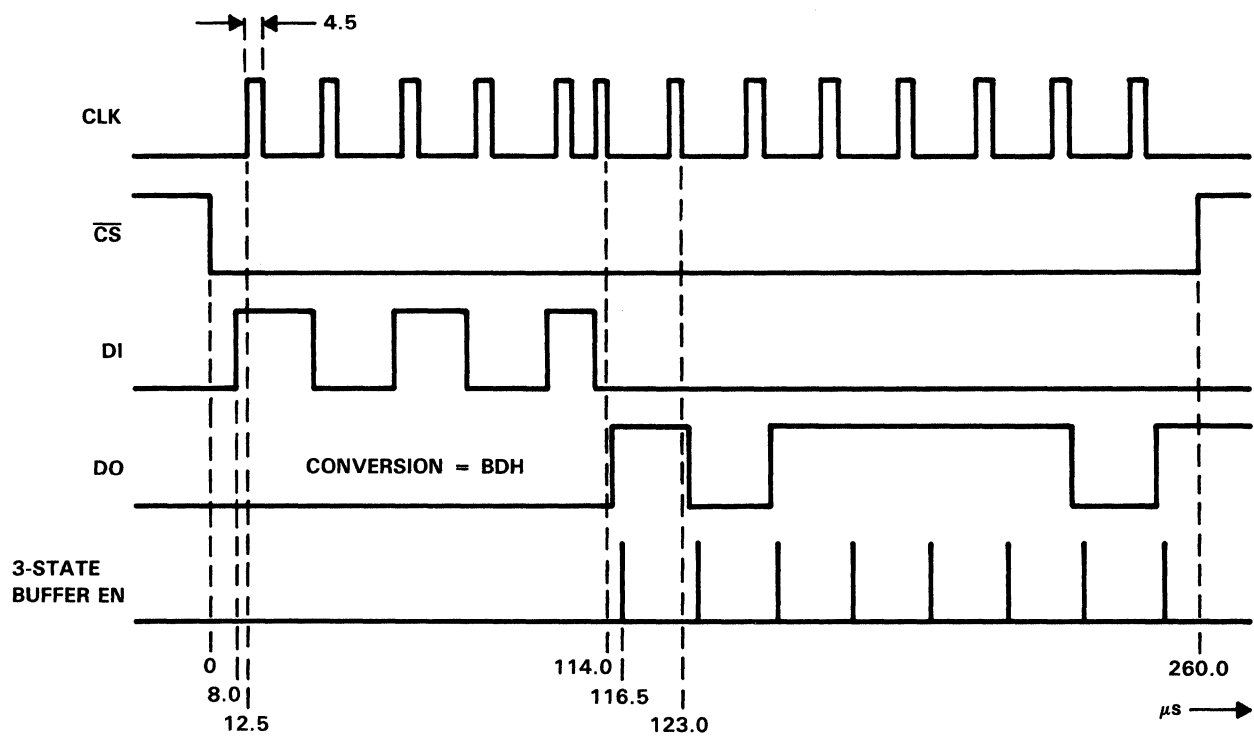 4.5
CLK
CS
DI
DO
CONVERSION = BDH
3-STATE
BUFFER EN
0
8.0
12.5
114.0
116.5
123.0
260.0
μs